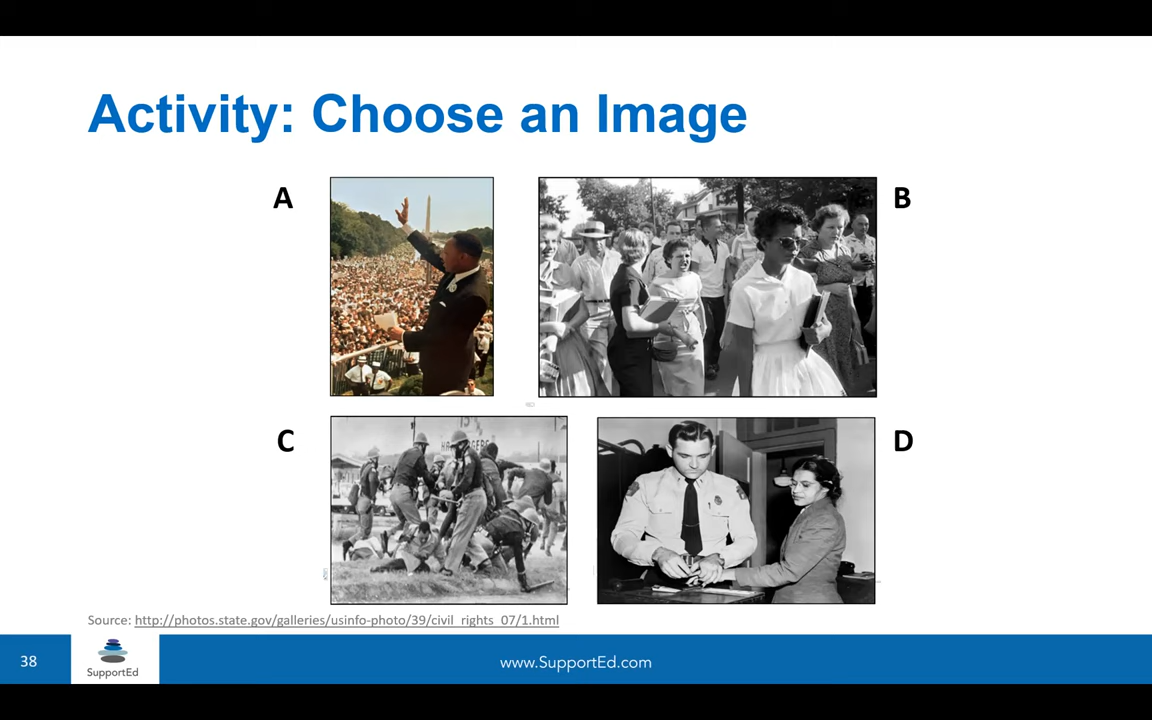 Activity: Choose an Image
A
B
C
D
Source: http://photos.state.gov/galleries/usinfo-photo/39/civil_rights_07/1.html
38
SupportEd
www.SupportEd.com